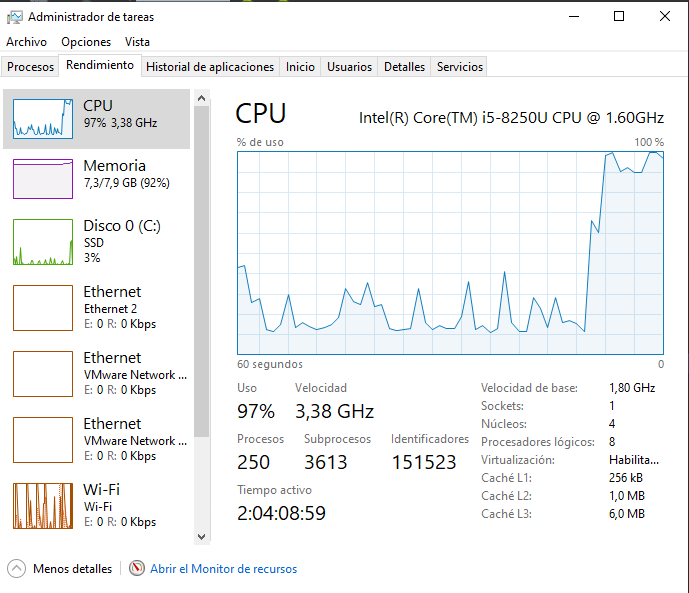 Administrador de tareas
Archivo Opciones Vista
Procesos Rendimiento Historial de aplicaciones Inicio Usuarios Detalles Servicios
CPU
97% 3,38 GHz
Memoria
7,3/7,9 GB (92%)
Disco 0 (C:)
SSD
3%
Ethernet
Ethernet 2
E: 0 R: 0 Kbps
Ethernet
VMware Network ...
E: 0 R: 0 Kbps
Ethernet
VMware Network ...
E: 0 R: 0 Kbps
Wi-Fi
Wi-Fi
E: 0 R: 0 Kbps
CPU Intel(R) Core(TM) i5-8250U CPU @ 1.60GHz
% de uso 100 %
60 segundos 0
Uso Velocidad
97% 3,38 GHz
Procesos Subprocesos Identificadores
250 3613 151523
Tiempo activo
2:04:08:59
Velocidad de base: 1,80 GHz
Sockets: 1
Núcleos: 4
Procesadores lógicos: 8
Virtualización: Habilita...
Caché L1: 256 kB
Caché L2: 1,0 MB
Caché L3: 6,0 MB
Menos detalles Abrir el Monitor de recursos